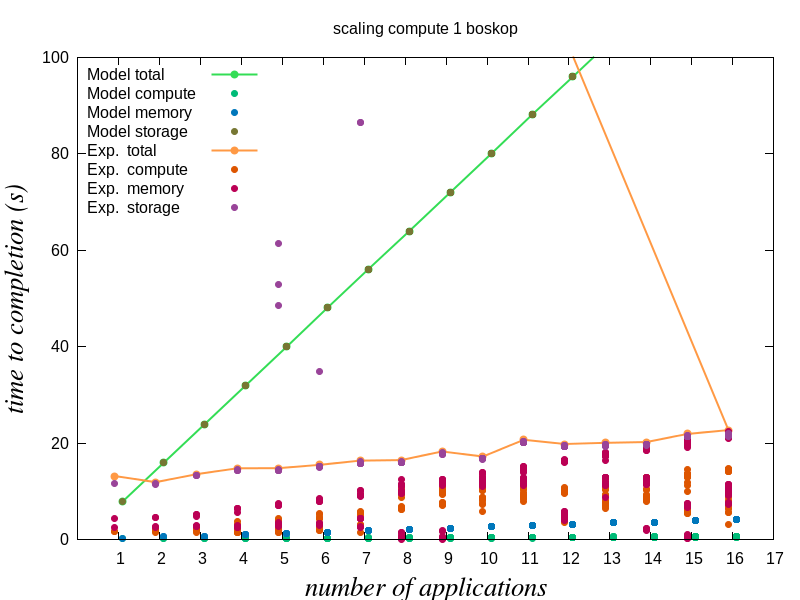 scaling compute 1 boskop
100
80
60
40
20
0
time to completion (s)
Model total
Model compute
Model memory
Model storage
Exp. total
Exp. compute
Exp. memory
Exp. storage
1 2 3 4 5 6 7 8 9 10 11 12 13 14 15 16 17
number of applications